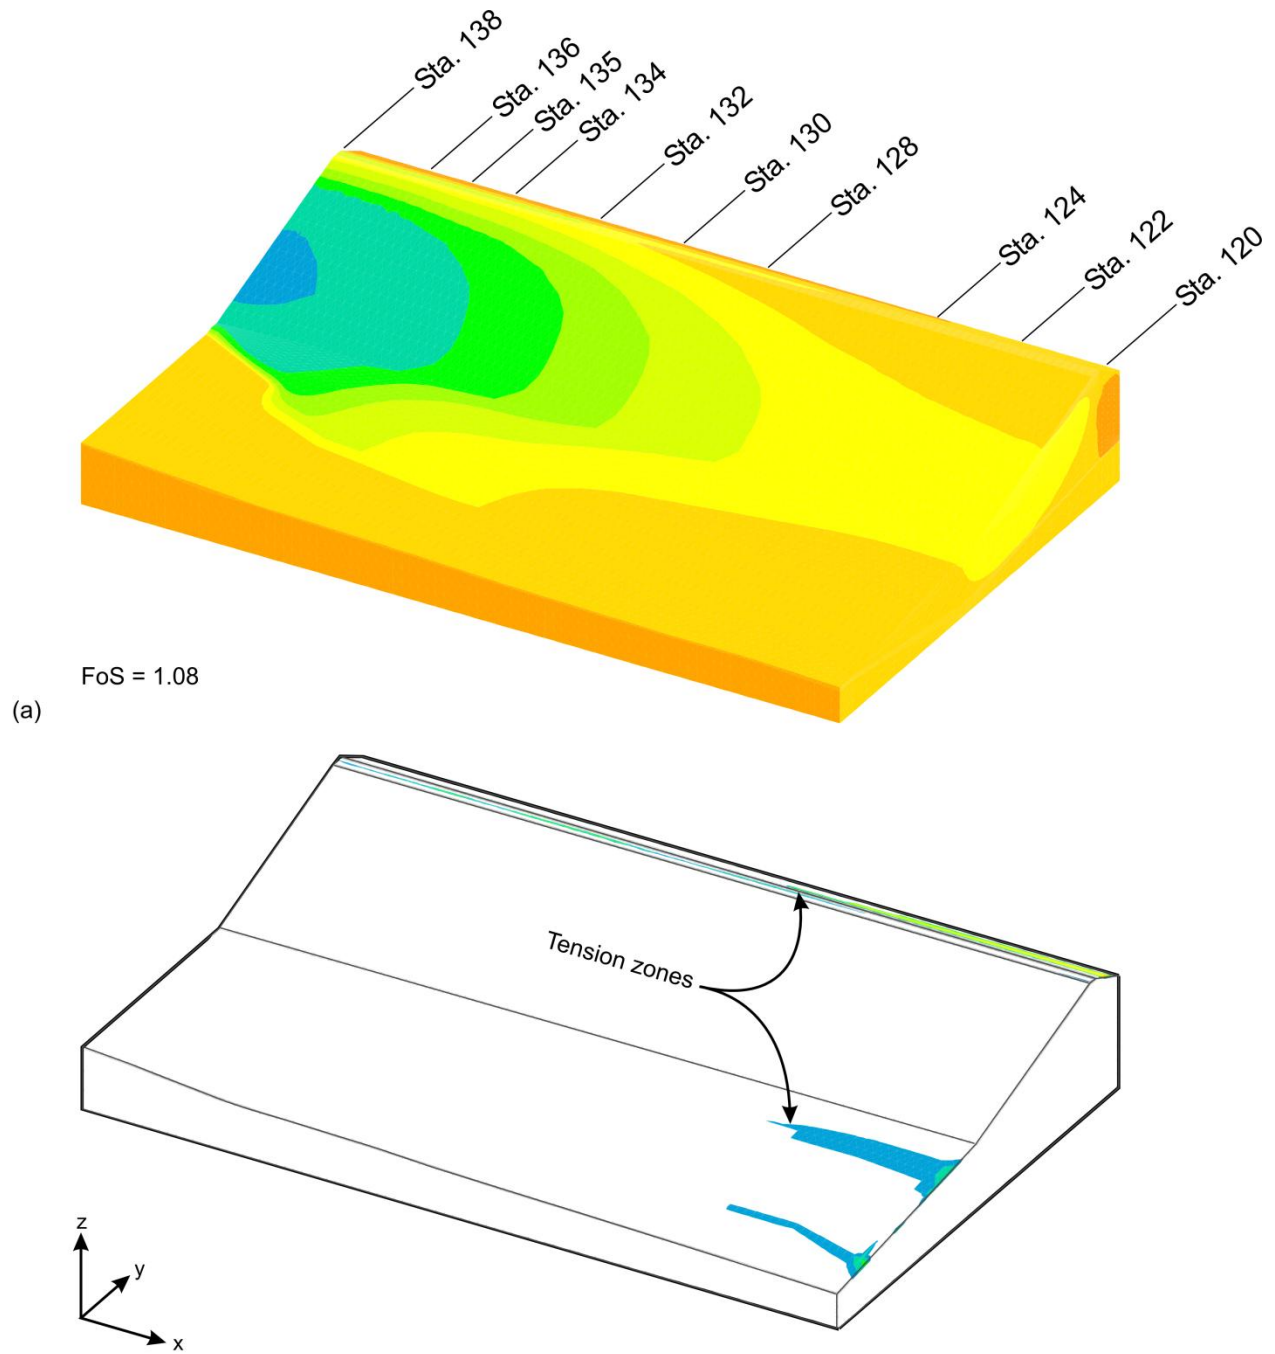 Sta. 138
Sta. 136
Sta. 135
Sta. 134
Sta. 132
Sta. 130
Sta. 128
Sta. 124
Sta. 122
Sta. 120
FoS = 1.08
(a)
Tension zones
z
y
x